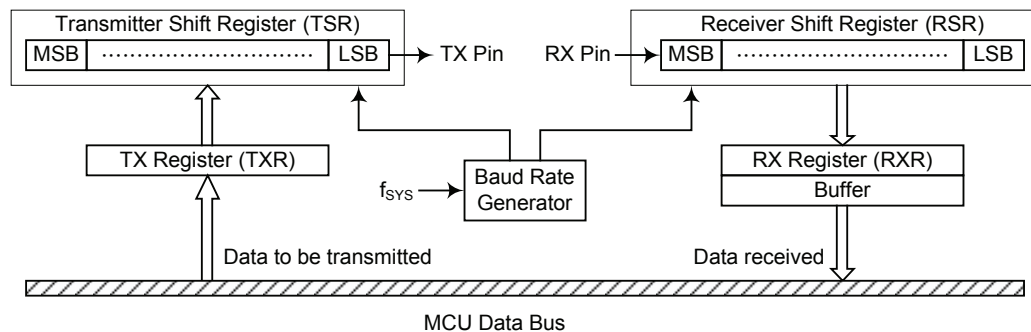 Transmitter Shift Register (TSR)
MSB ................................ LSB
TX Pin
RX Pin
Receiver Shift Register (RSR)
MSB ................................ LSB
TX Register (TXR)
fSYS
Baud Rate
Generator
RX Register (RXR)
Buffer
Data to be transmitted
Data received
MCU Data Bus